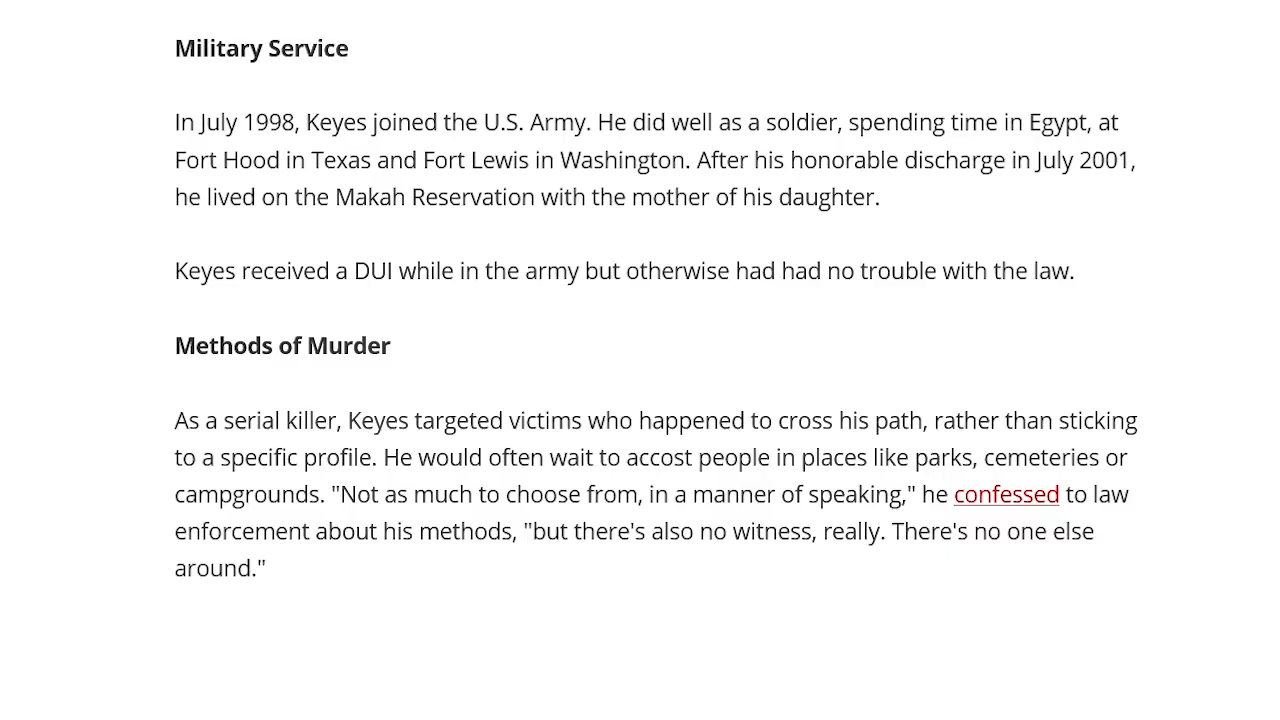 Military Service
In July 1998, Keyes joined the U.S. Army. He did well as a soldier, spending time in Egypt, at
Fort Hood in Texas and Fort Lewis in Washington. After his honorable discharge in July 2001,
he lived on the Makah Reservation with the mother of his daughter.
Keyes received a DUI while in the army but otherwise had had no trouble with the law.
Methods of Murder
As a serial killer, Keyes targeted victims who happened to cross his path, rather than sticking
to a specific profile. He would often wait to accost people in places like parks, cemeteries or
campgrounds. "Not as much to choose from, in a manner of speaking," he confessed to law
enforcement about his methods, "but there's also no witness, really. There's no one else
around."